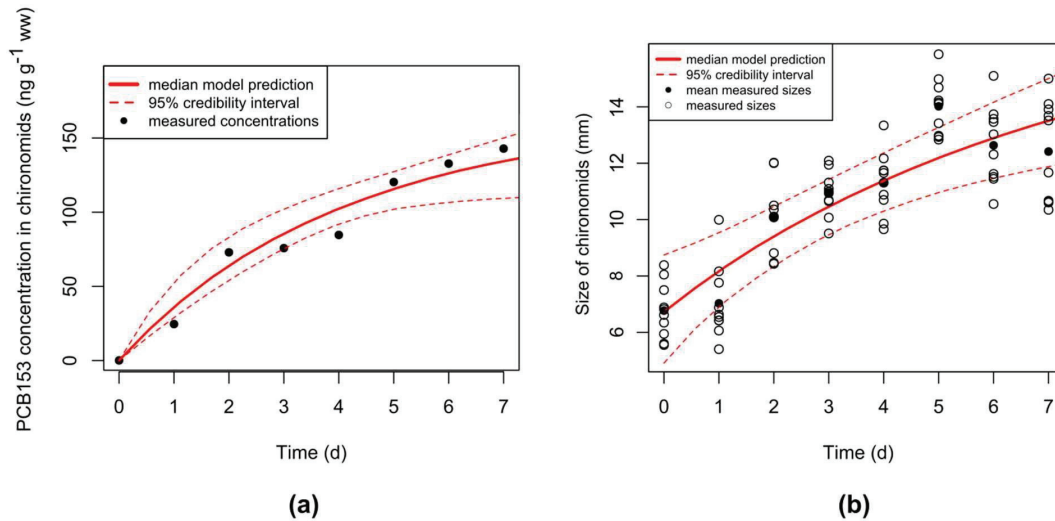 median model prediction
95% credibility interval
measured concentrations
PCB153 concentration in chironomids (ng g⁻¹ ww)
150
100
50
0
0 1 2 3 4 5 6 7
Time (d)
(a)
median model prediction
95% credibility interval
mean measured sizes
measured sizes
Size of chironomids (mm)
14
12
10
8
6
0 1 2 3 4 5 6 7
Time (d)
(b)